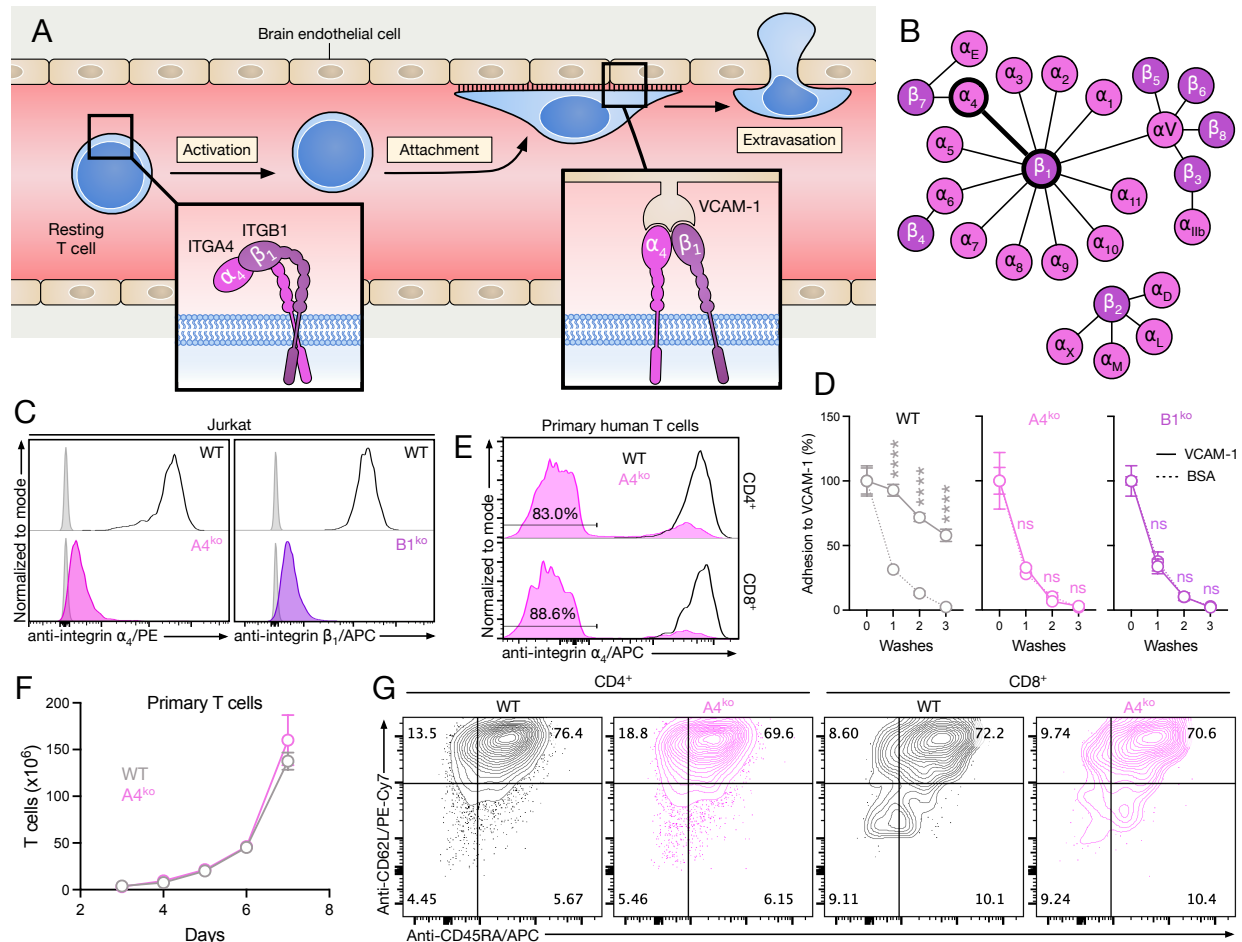 A
Brain endothelial cell
Activation
Attachment
Extravasation
Resting
T cell
ITGA4
ITGB1
α4
β1
VCAM-1
α4
β1
B
αE
β7
α4
α3
α2
α1
β5
β6
αV
β8
α5
β1
β3
α6
α11
αIIb
β4
α7
α8
α9
α10
β2
αD
αX
αM
αL
C
Jurkat
Normalized to mode
WT
WT
A4ko
B1ko
anti-integrin α4/PE
anti-integrin β1/APC
E
Primary human T cells
Normalized to mode
WT
A4ko
83.0%
CD4+
88.6%
CD8+
anti-integrin α4/APC
D
WT
A4ko
B1ko
Adhesion to VCAM-1 (%)
150
100
50
0
****
****
****
ns
ns
ns
ns
ns
ns
VCAM-1
BSA
0 1 2 3
0 1 2 3
0 1 2 3
Washes
Washes
Washes
F
Primary T cells
T cells (x10⁶)
200
150
100
50
0
WT
A4ko
2 4 6 8
Days
G
CD4+
CD8+
WT
A4ko
WT
A4ko
Anti-CD62L/PE-Cy7
13.5 76.4
18.8 69.6
8.60 72.2
9.74 70.6
4.45 5.67
5.46 6.15
9.11 10.1
9.24 10.4
Anti-CD45RA/APC